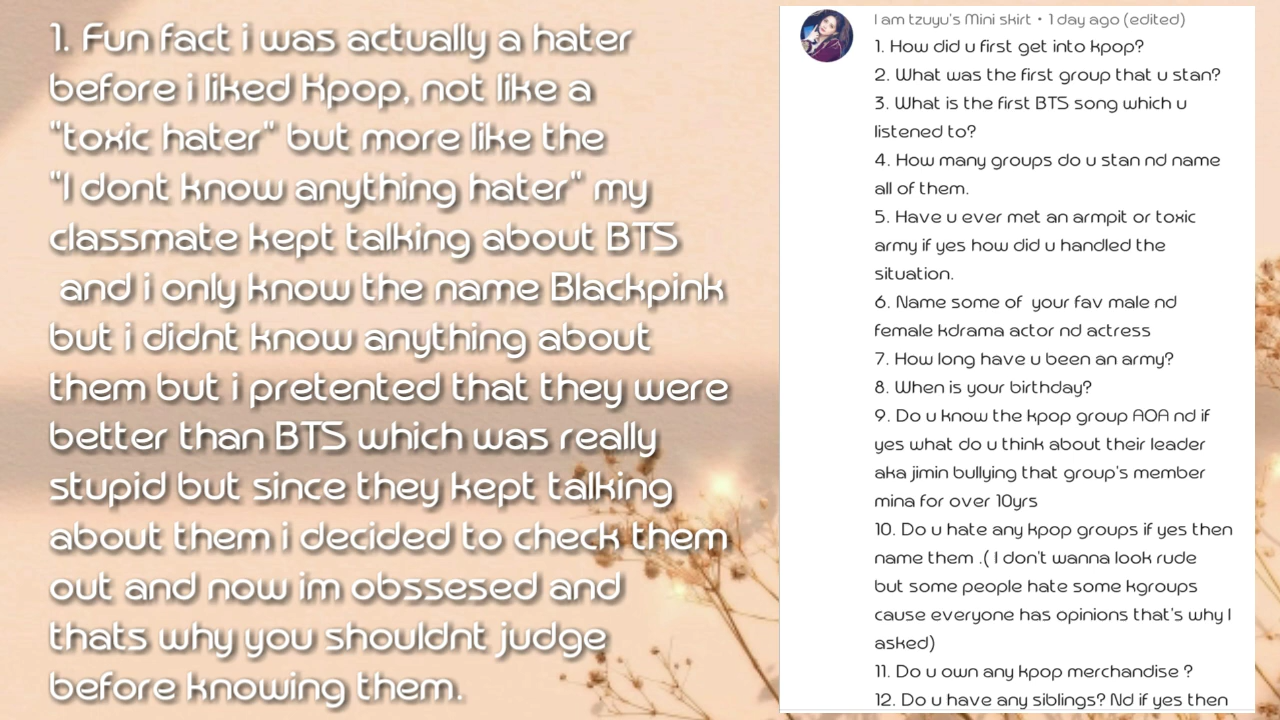 1. Fun fact i was actually a hater
before i liked Kpop, not like a
"toxic hater" but more like the
"I dont know anything hater" my
classmate kept talking about BTS
and i only know the name Blackpink
but i didnt know anything about
them but i pretented that they were
better than BTS which was really
stupid but since they kept talking
about them i decided to check them
out and now im obssesed and
thats why you shouldnt judge
before knowing them.
I am tzuyu's Mini skirt • 1 day ago (edited)
1. How did u first get into kpop?
2. What was the first group that u stan?
3. What is the first BTS song which u
listened to?
4. How many groups do u stan nd name
all of them.
5. Have u ever met an armpit or toxic
army if yes how did u handled the
situation.
6. Name some of your fav male nd
female kdrama actor nd actress
7. How long have u been an army?
8. When is your birthday?
9. Do u know the kpop group AOA nd if
yes what do u think about their leader
aka jimin bullying that group's member
mina for over 10yrs
10. Do u hate any kpop groups if yes then
name them .( I don't wanna look rude
but some people hate some kgroups
cause everyone has opinions that's why I
asked)
11. Do u own any kpop merchandise ?
12. Do u have any siblings? Nd if yes then